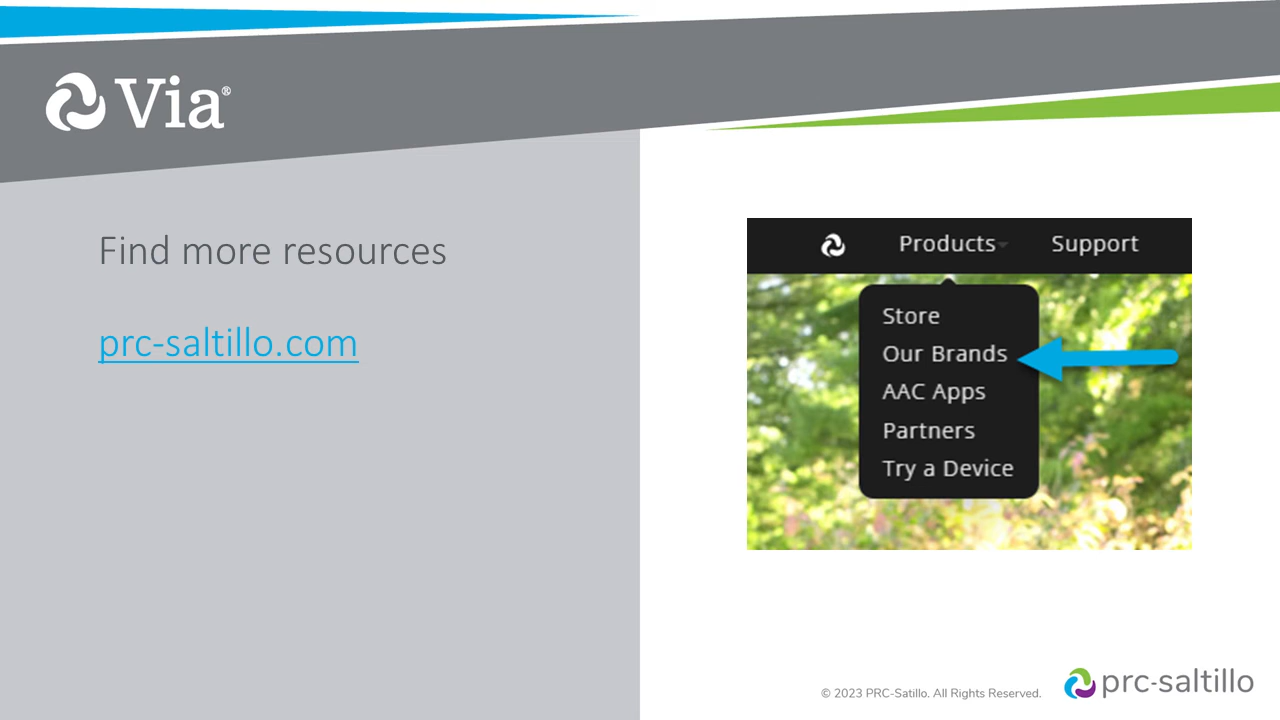 Via®
Find more resources
prc-saltillo.com
Products Support
Store
Our Brands
AAC Apps
Partners
Try a Device
© 2023 PRC-Satillo. All Rights Reserved.
prc-saltillo